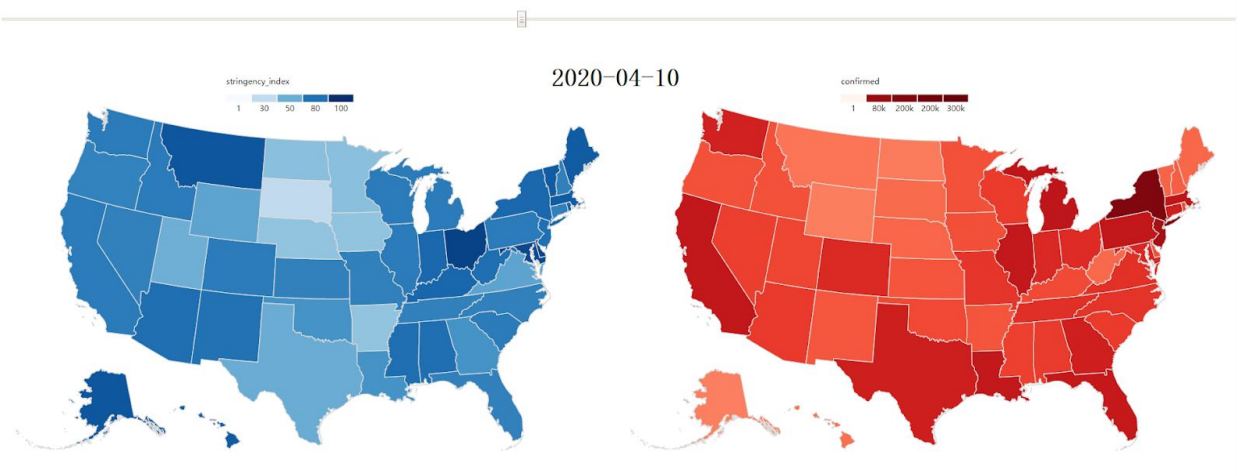 2020-04-10
stringency_index
1 30 50 80 100
confirmed
1 80k 200k 200k 300k